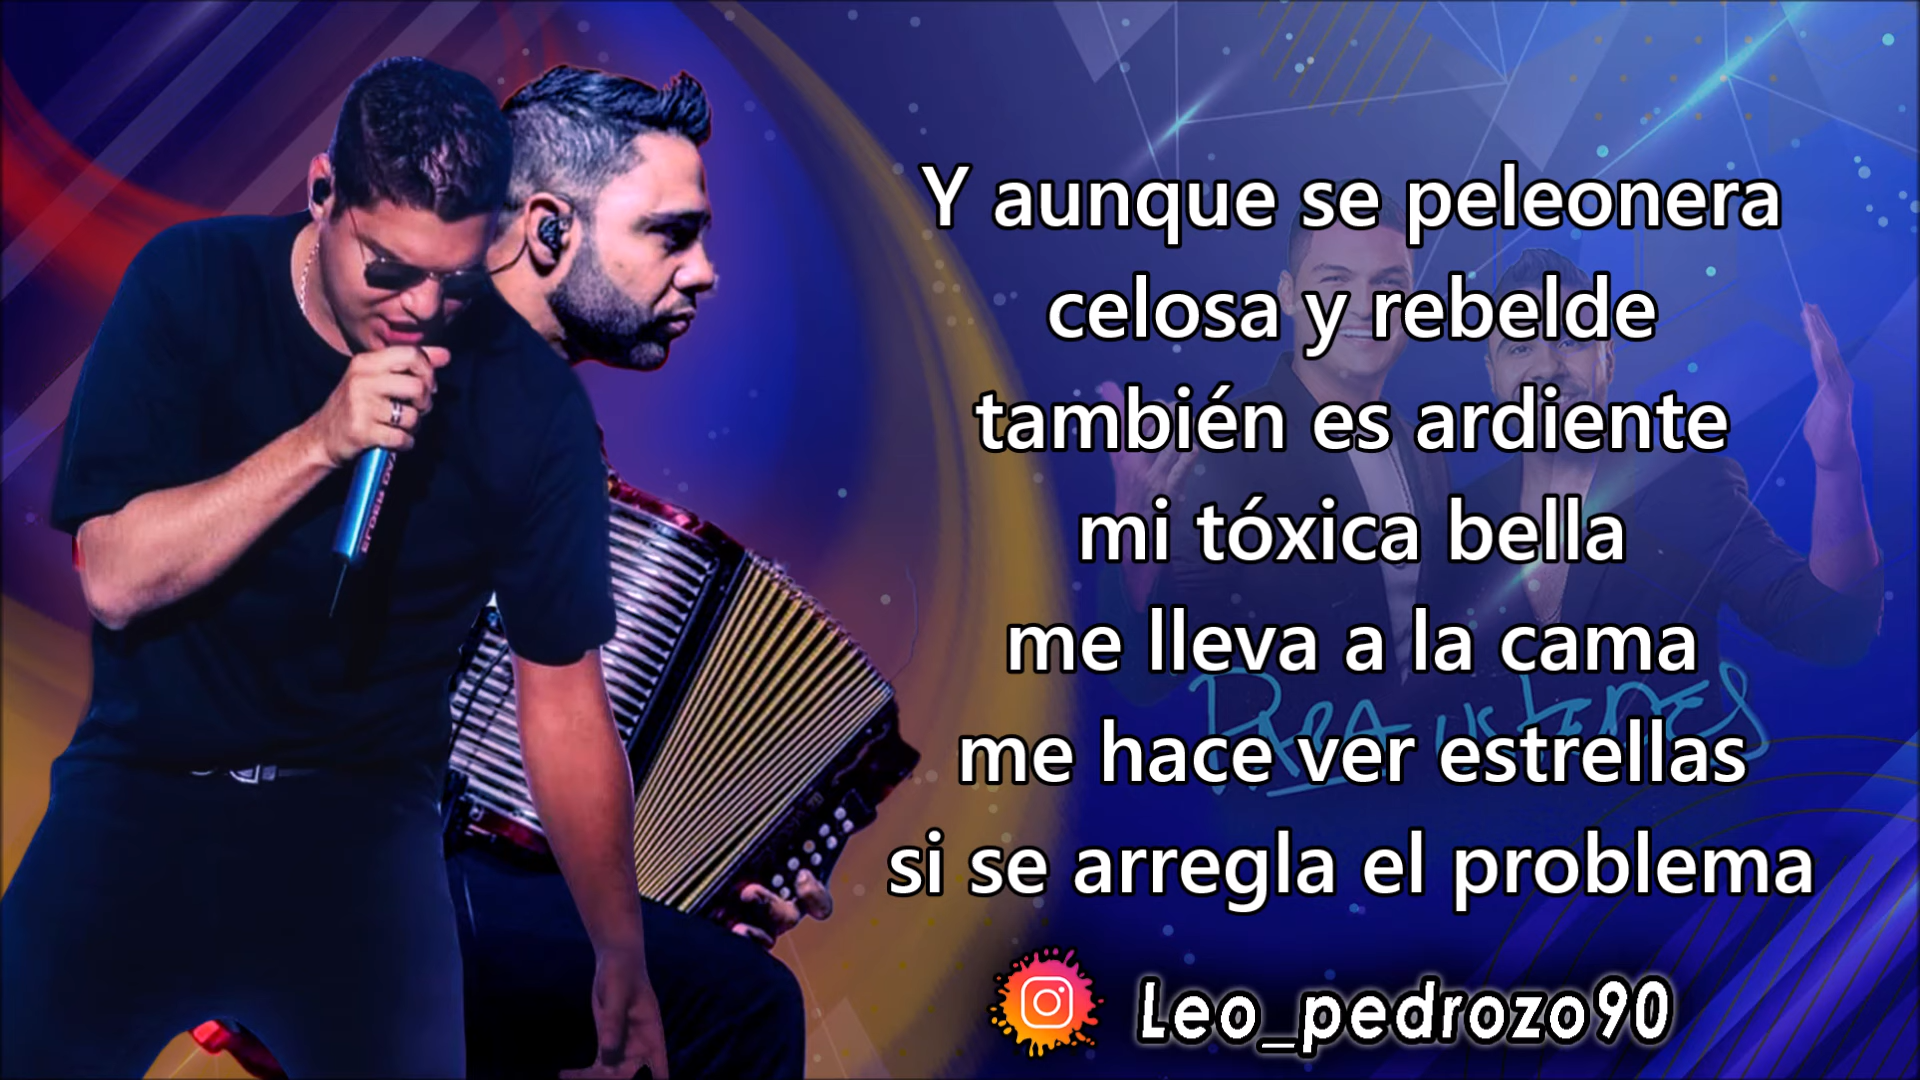 Y aunque se peleonera
celosa y rebelde
también es ardiente
mi tóxica bella
me lleva a la cama
me hace ver estrellas
si se arregla el problema
Leo_pedrozo90